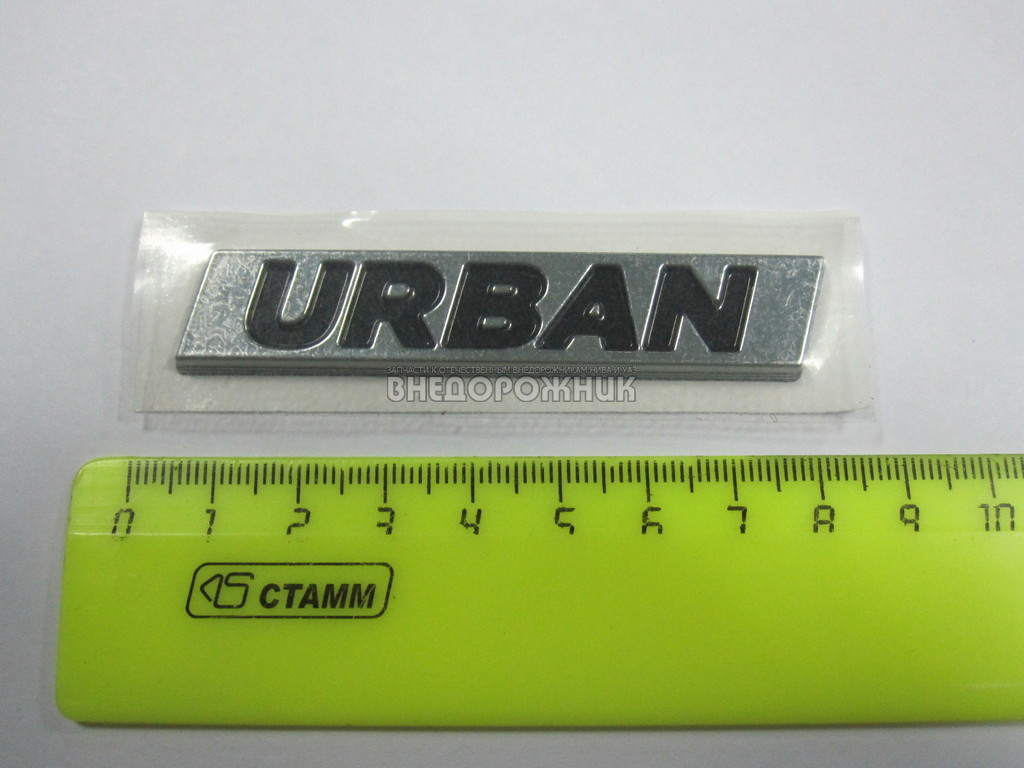 URBAN
ЗАПЧАСТИ К ОТЕЧЕСТВЕННЫМ ВНЕДОРОЖНИКАМ НИВА И УАЗ
ВНЕДОРОЖНИК
0 1 2 3 4 5 6 7 8 9 10
СТАММ